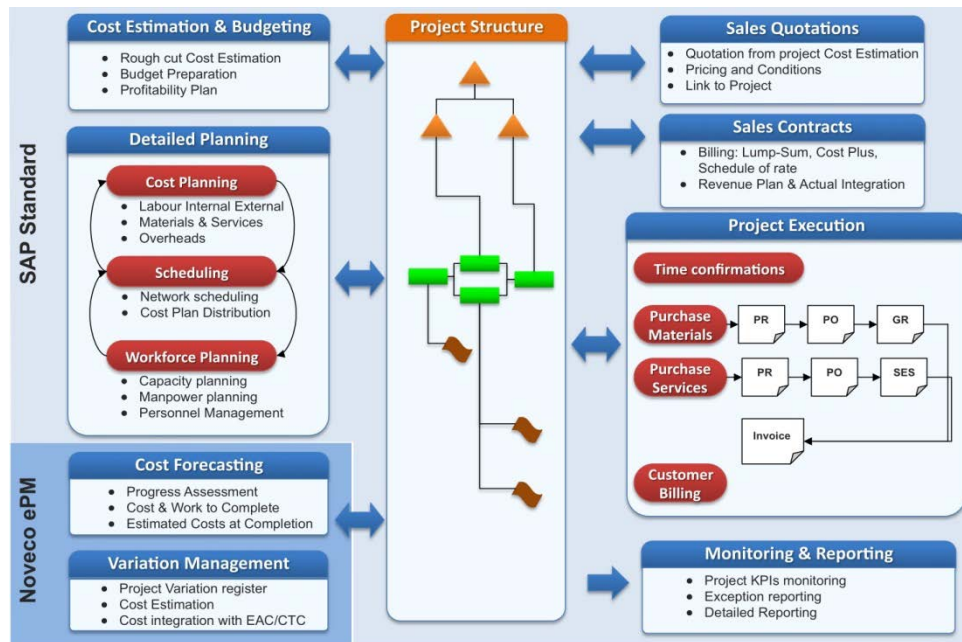 SAP Standard
Cost Estimation & Budgeting
• Rough cut Cost Estimation
• Budget Preparation
• Profitability Plan
Detailed Planning
Cost Planning
• Labour Internal External
• Materials & Services
• Overheads
Scheduling
• Network scheduling
• Cost Plan Distribution
Workforce Planning
• Capacity planning
• Manpower planning
• Personnel Management
Noveco ePM
Cost Forecasting
• Progress Assessment
• Cost & Work to Complete
• Estimated Costs at Completion
Variation Management
• Project Variation register
• Cost Estimation
• Cost integration with EAC/CTC
Project Structure
Sales Quotations
• Quotation from project Cost Estimation
• Pricing and Conditions
• Link to Project
Sales Contracts
• Billing: Lump-Sum, Cost Plus,
Schedule of rate
• Revenue Plan & Actual Integration
Project Execution
Time confirmations
Purchase
Materials
PR
PO
GR
Purchase
Services
PR
PO
SES
Invoice
Customer
Billing
Monitoring & Reporting
• Project KPIs monitoring
• Exception reporting
• Detailed Reporting